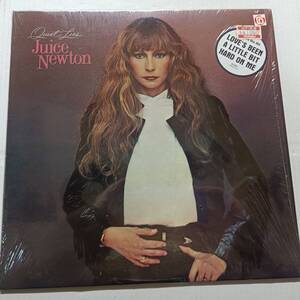 Quiet Lies
Juice
Newton
LOVE'S BEEN
A LITTLE BIT
HARD ON ME